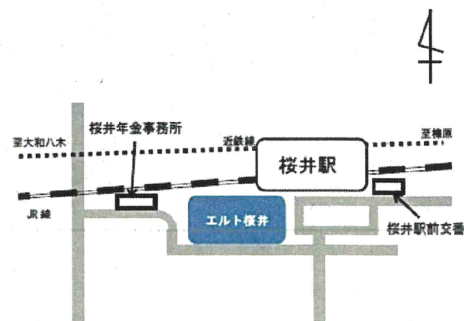 桜井年金事務所
至大和八木
近鉄線
至榛原
桜井駅
JR線
エルト桜井
桜井駅前交番